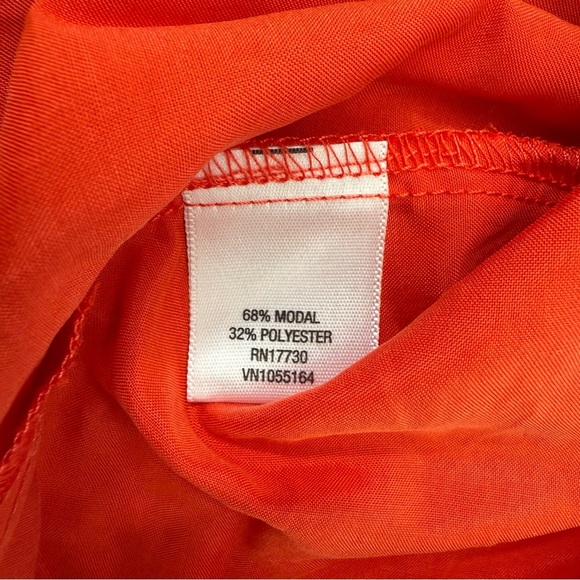 68% MODAL
32% POLYESTER
RN17730
VN1055164